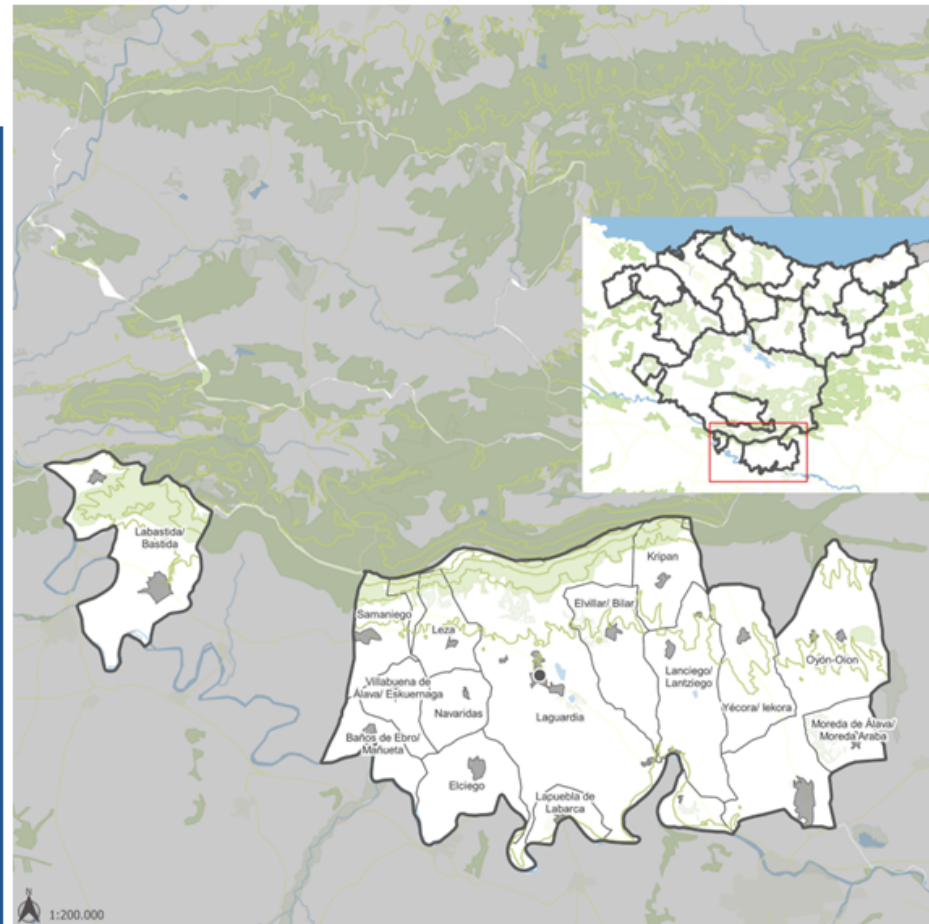 Labastida/
Bastida
Kripan
Samaniego
Elvillar/ Bilar
Leza
Oyón-Oion
Lanciego/
Lantziego
Villabuena de
Álava/ Eskuernaga
Navaridas
Laguardia
Yécora/ Iekora
Moreda de Álava/
Moreda Araba
Baños de Ebro/
Mañueta
Elciego
Lapuebla de
Labarca
N
1:200.000